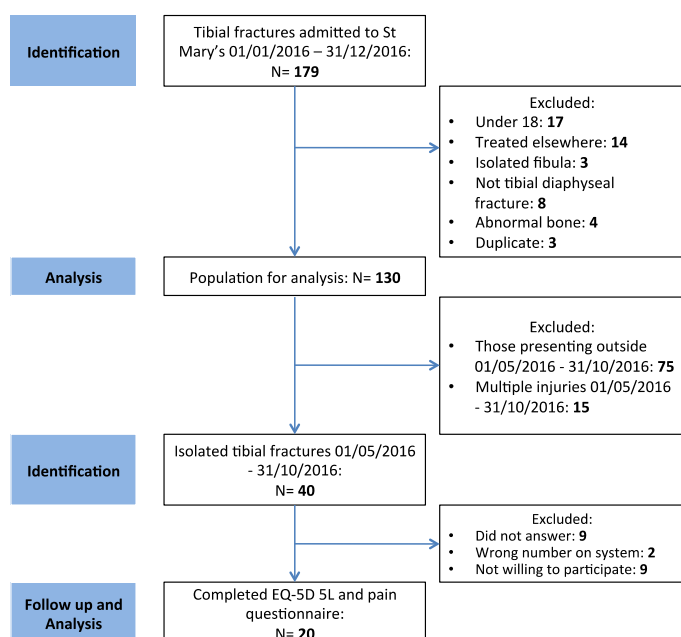 Identification
Tibial fractures admitted to St
Mary's 01/01/2016 – 31/12/2016:
N= 179
Excluded:
• Under 18: 17
• Treated elsewhere: 14
• Isolated fibula: 3
• Not tibial diaphyseal
fracture: 8
• Abnormal bone: 4
• Duplicate: 3
Analysis
Population for analysis: N= 130
Excluded:
• Those presenting outside
01/05/2016 - 31/10/2016: 75
• Multiple injuries 01/05/2016
- 31/10/2016: 15
Identification
Isolated tibial fractures 01/05/2016
- 31/10/2016:
N= 40
Excluded:
• Did not answer: 9
• Wrong number on system: 2
• Not willing to participate: 9
Follow up and
Analysis
Completed EQ-5D 5L and pain
questionnaire:
N= 20